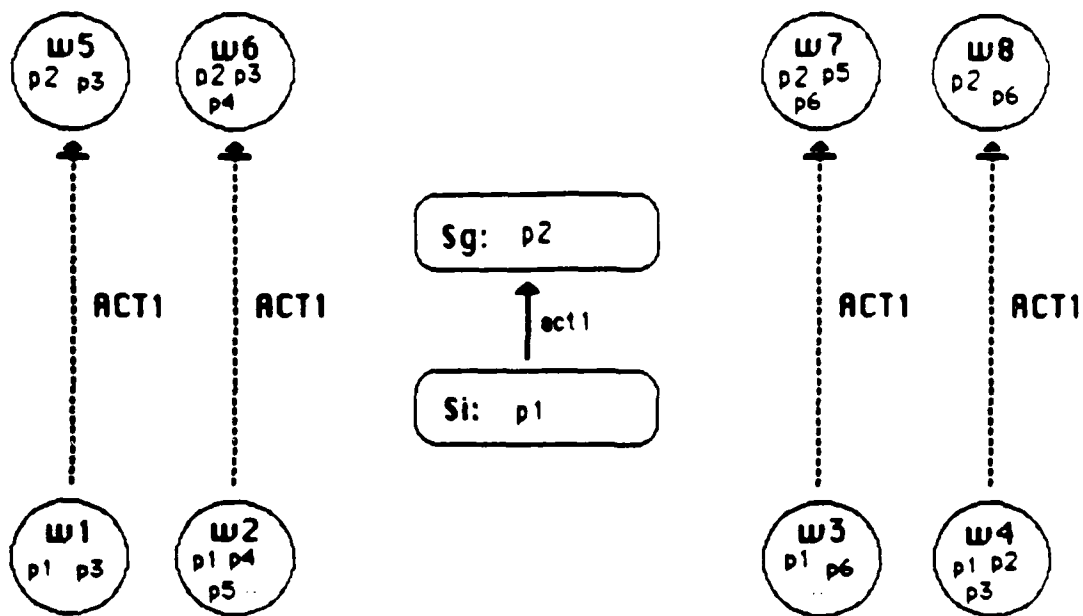 w5
p2 p3
w6
p2 p3
p4
w7
p2 p5
p6
w8
p2 p6
Sg: p2
ACT1
ACT1
act1
ACT1
ACT1
Si: p1
w1
p1 p3
w2
p1 p4
p5
w3
p1 p6
w4
p1 p2
p3